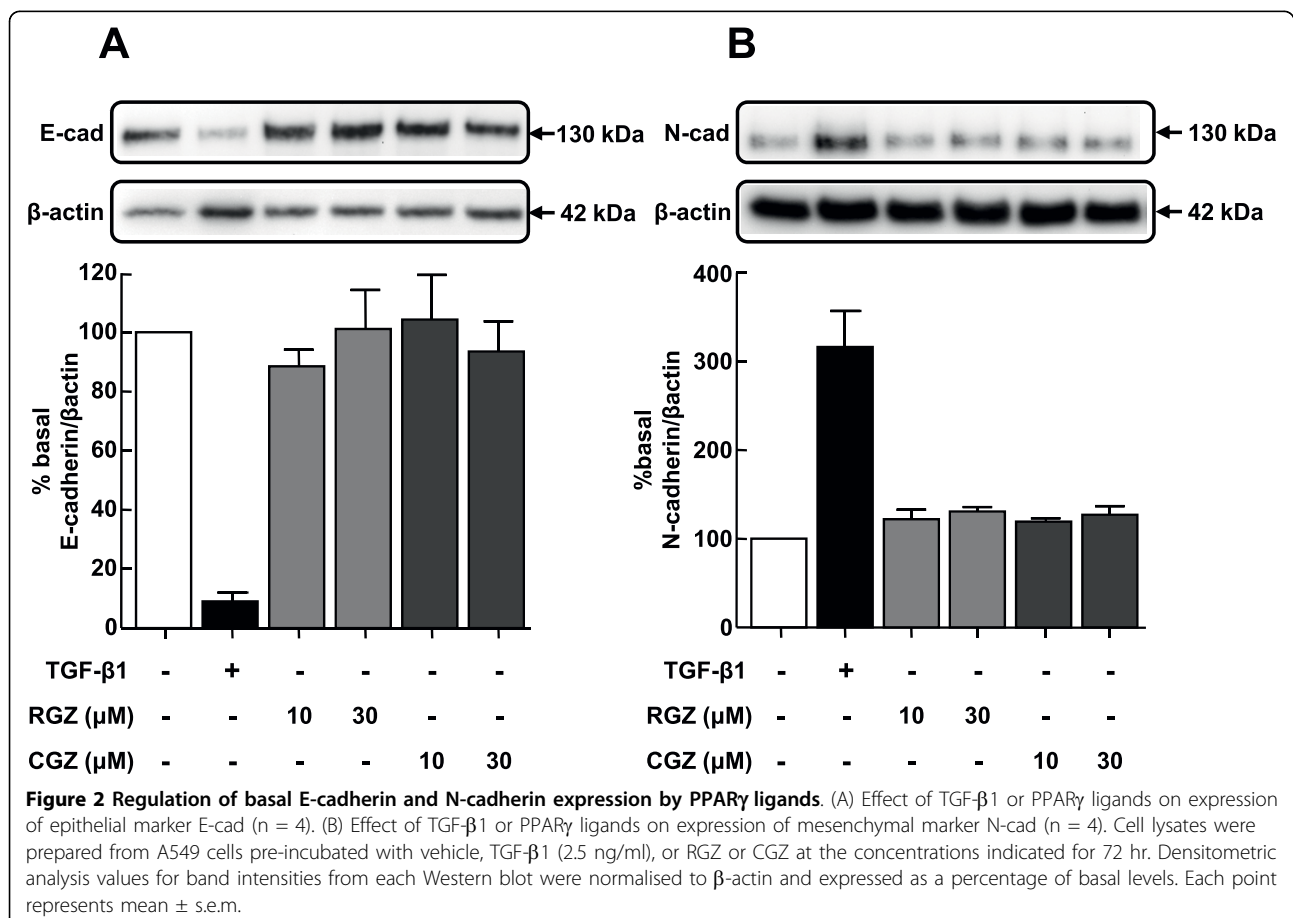 A
B
E-cad
130 kDa
N-cad
130 kDa
β-actin
42 kDa
β-actin
42 kDa
120
100
80
60
40
20
0
% basal
E-cadherin/βactin
400
300
200
100
0
%basal
N-cadherin/βactin
TGF-β1 - + - - - -
RGZ (µM) - - 10 30 - -
CGZ (µM) - - - - 10 30
TGF-β1 - + - - - -
RGZ (µM) - - 10 30 - -
CGZ (µM) - - - - 10 30
Figure 2 Regulation of basal E-cadherin and N-cadherin expression by PPARγ ligands. (A) Effect of TGF-β1 or PPARγ ligands on expression
of epithelial marker E-cad (n = 4). (B) Effect of TGF-β1 or PPARγ ligands on expression of mesenchymal marker N-cad (n = 4). Cell lysates were
prepared from A549 cells pre-incubated with vehicle, TGF-β1 (2.5 ng/ml), or RGZ or CGZ at the concentrations indicated for 72 hr. Densitometric
analysis values for band intensities from each Western blot were normalised to β-actin and expressed as a percentage of basal levels. Each point
represents mean ± s.e.m.